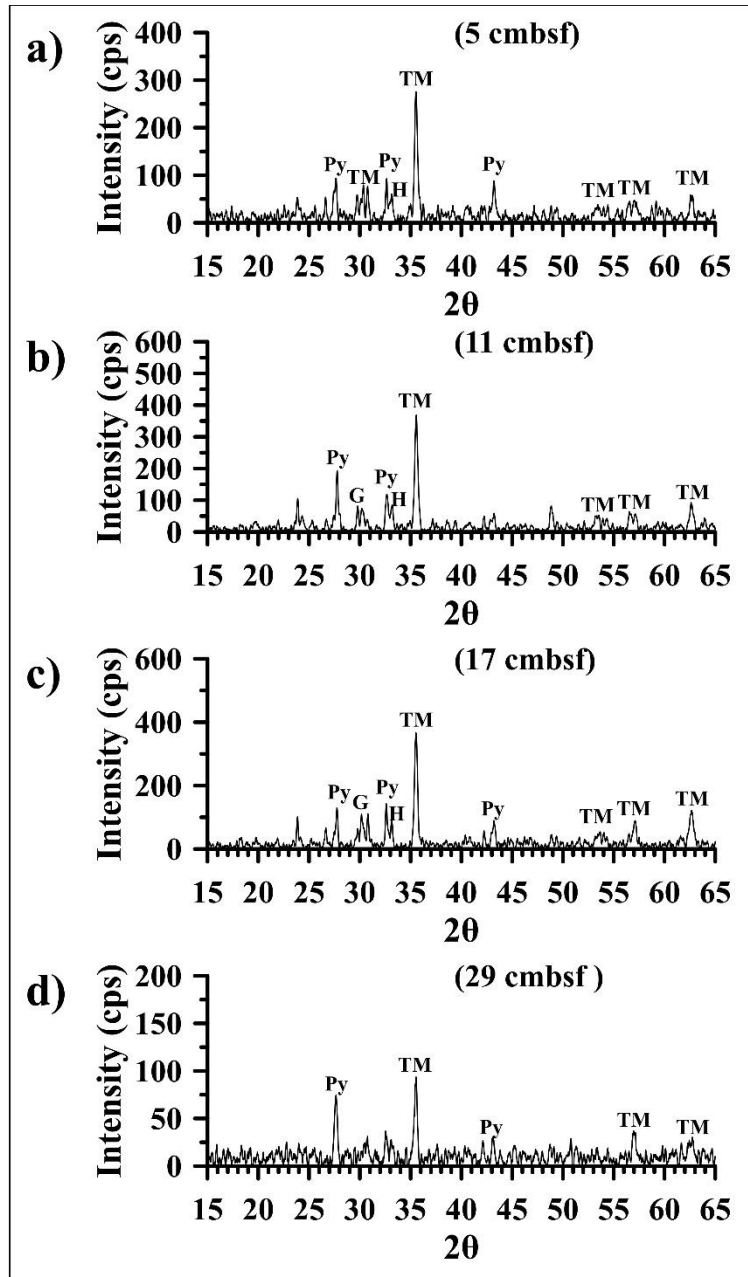 a)
(5 cmbsf)
Intensity (cps)
400
300
200
100
0
TM
Py
TM
Py
H
Py
TM
TM
TM
15 20 25 30 35 40 45 50 55 60 65
2θ
b)
(11 cmbsf)
Intensity (cps)
600
500
400
300
200
100
0
TM
Py
G
Py
H
TM
TM
TM
15 20 25 30 35 40 45 50 55 60 65
2θ
c)
(17 cmbsf)
Intensity (cps)
600
400
200
0
TM
Py
G
Py
H
Py
TM
TM
TM
15 20 25 30 35 40 45 50 55 60 65
2θ
d)
(29 cmbsf )
Intensity (cps)
200
150
100
50
0
Py
TM
Py
TM
TM
15 20 25 30 35 40 45 50 55 60 65
2θ